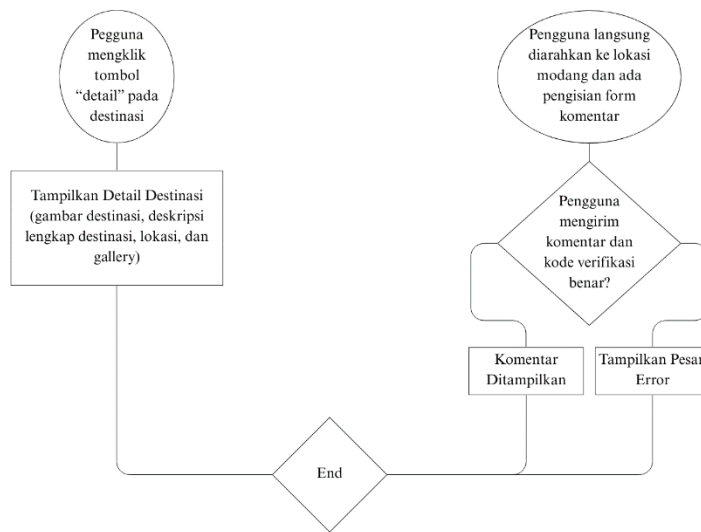 Pegguna
mengklik
tombol
“detail” pada
destinasi
Pengguna langsung
diarahkan ke lokasi
modang dan ada
pengisian form
komentar
Tampilkan Detail Destinasi
(gambar destinasi, deskripsi
lengkap destinasi, lokasi, dan
gallery)
Pengguna
mengirim
komentar dan
kode verifikasi
benar?
Komentar
Ditampilkan
Tampilkan Pesan
Error
End